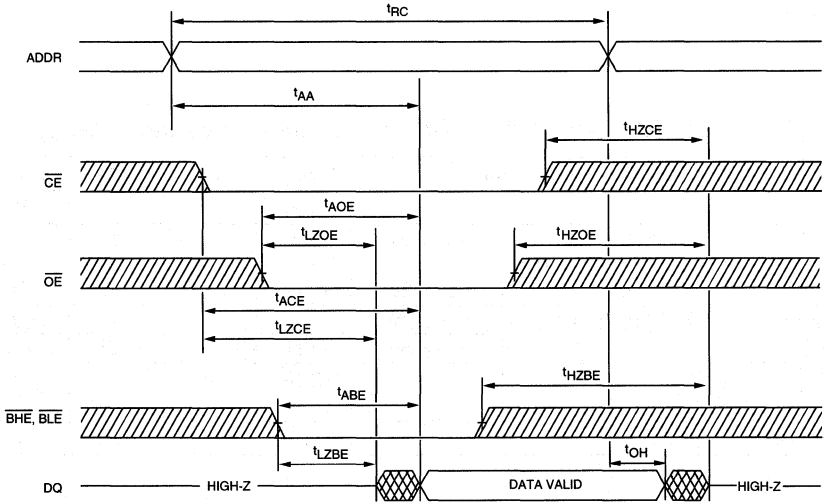 tRC
ADDR
tAA
tHZCE
CE
tAOE
tLZOE
tHZOE
OE
tACE
tLZCE
tHZBE
tABE
BHE, BLE
tLZBE
tOH
DQ
HIGH-Z
DATA VALID
HIGH-Z